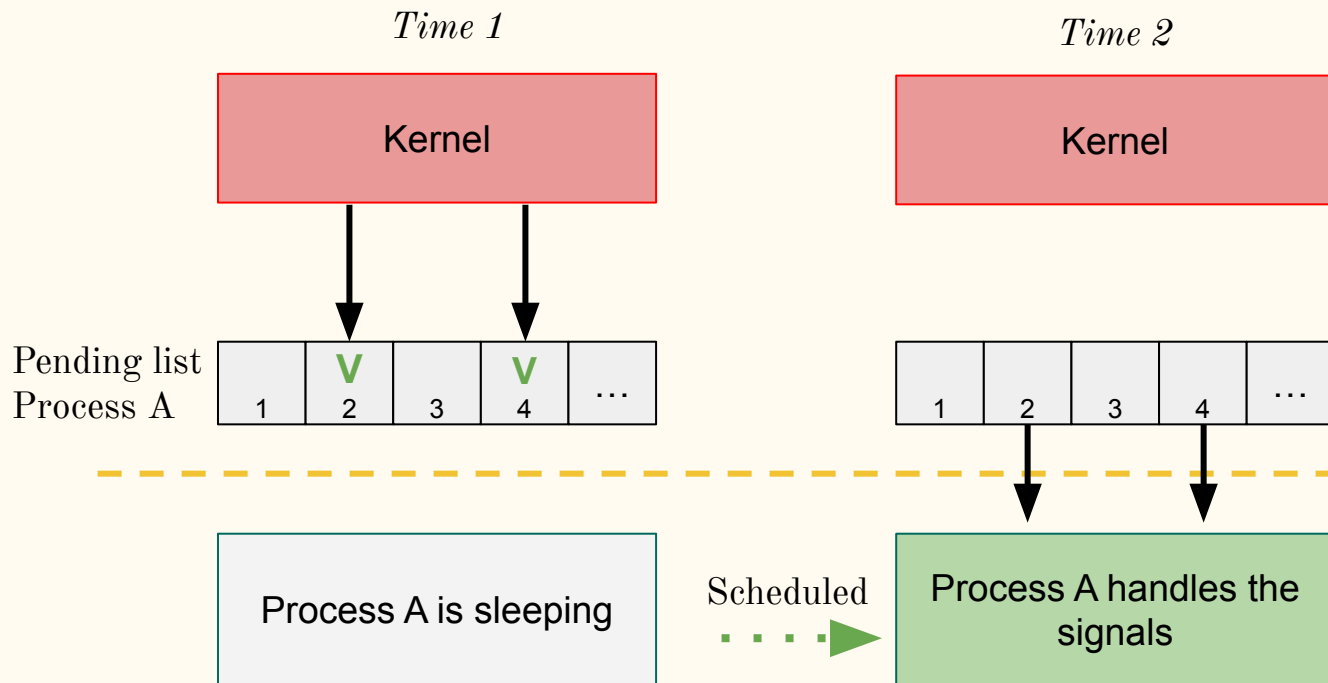 Time 1
Time 2
Kernel
Kernel
Pending list
Process A
V
V
1
2
3
4
...
1
2
3
4
...
Process A is sleeping
Scheduled
Process A handles the
signals